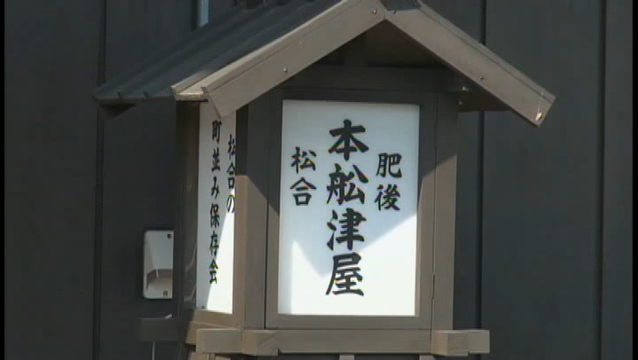 肥後
本舩津屋
松合
松合の
町並み保存会